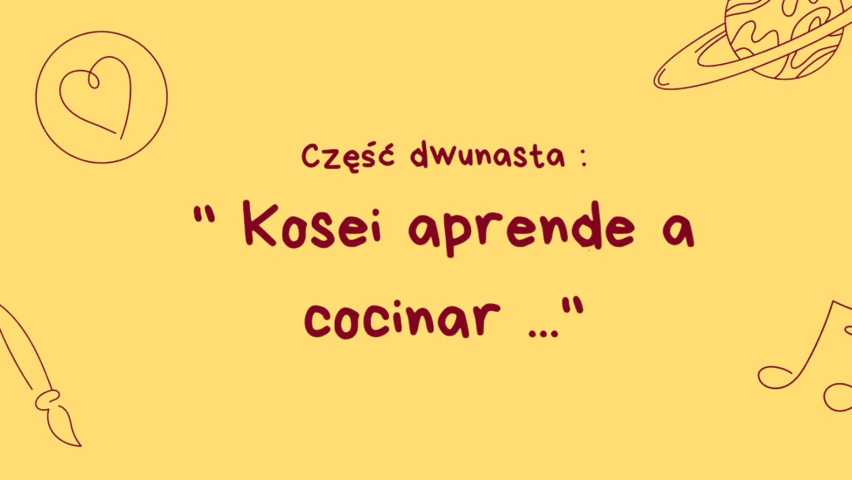 Część dwunasta :
" Kosei aprende a
cocinar ..."